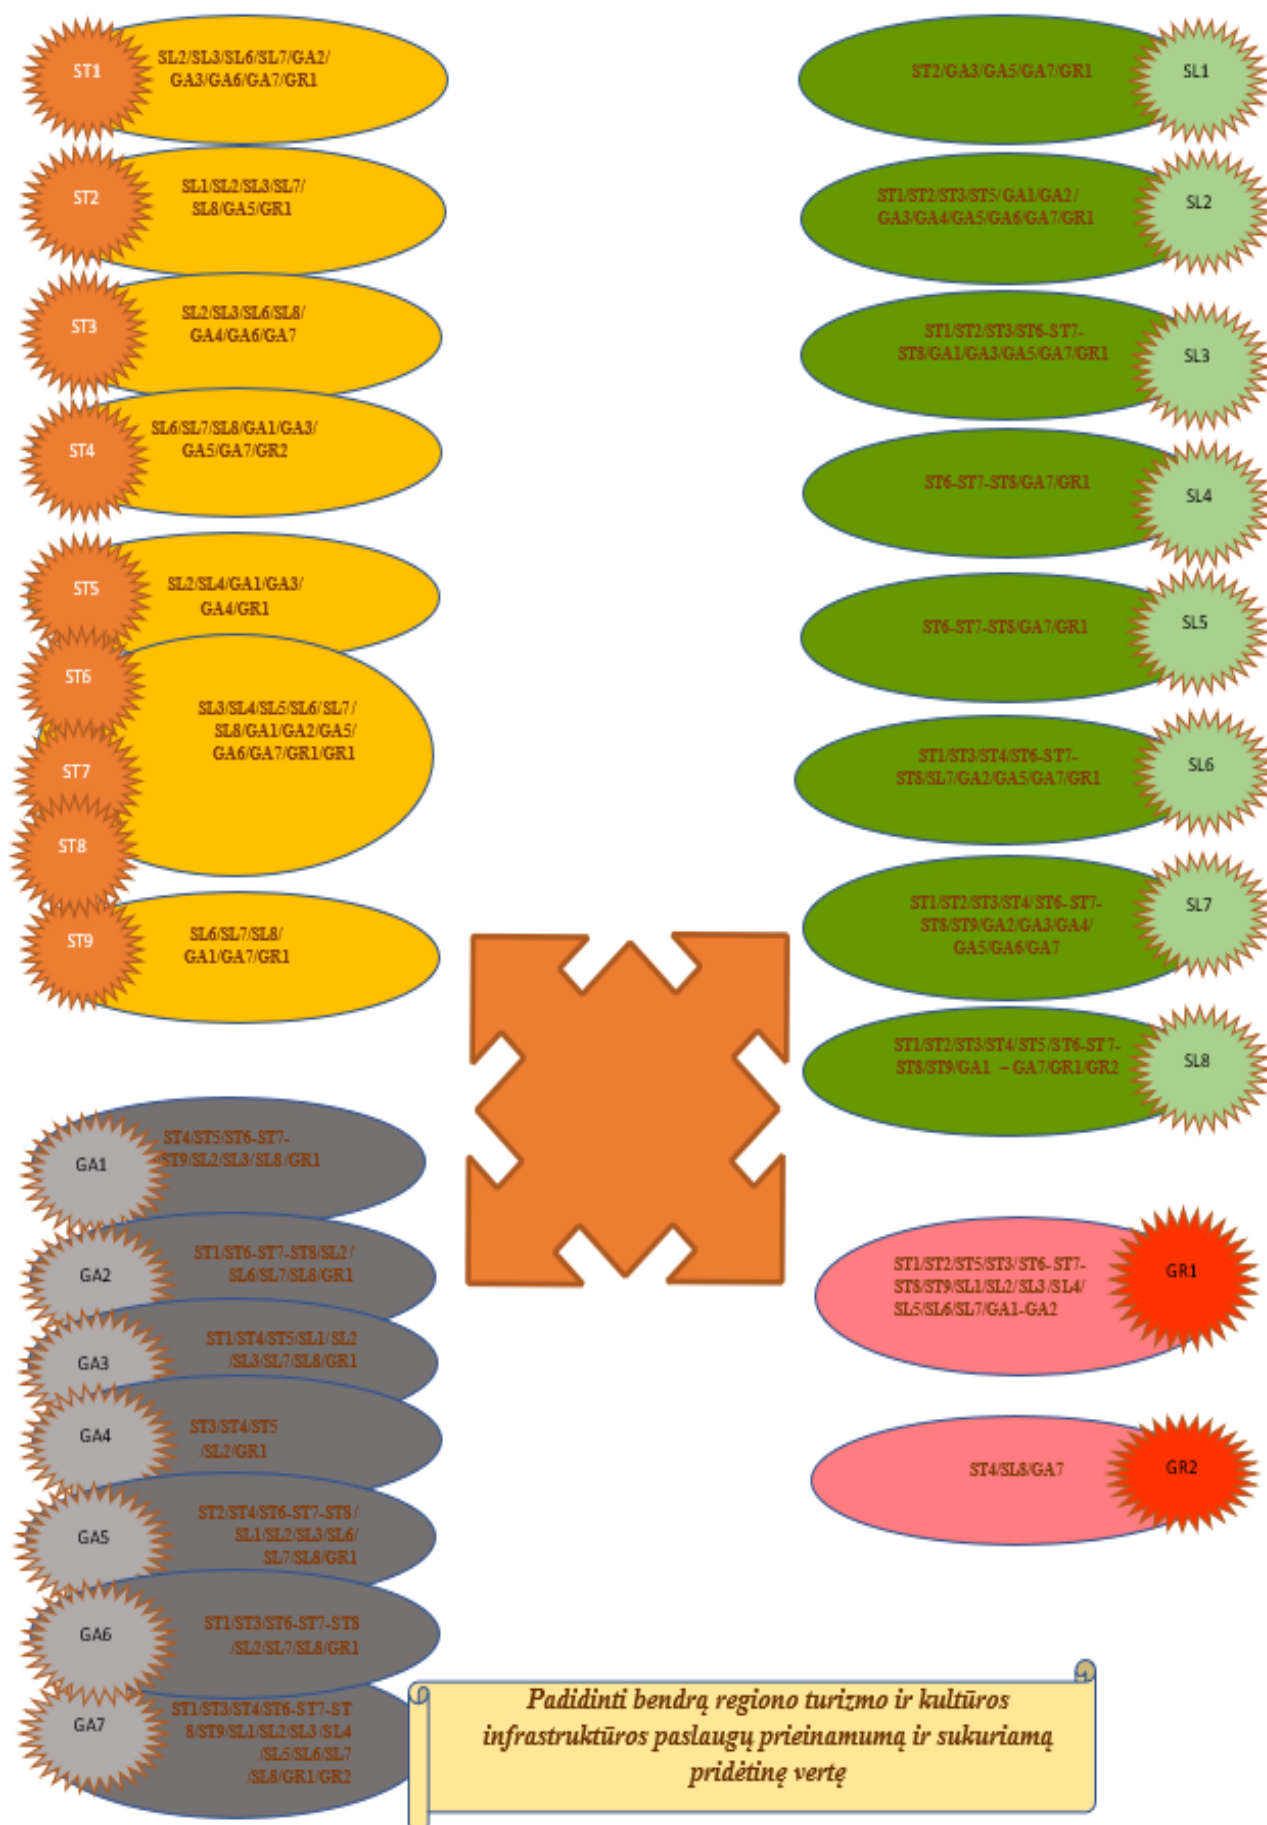 ST1
SL2/SL3/SL6/SL7/GA2/
GA3/GA6/GA7/GR1
ST2
SL1/SL2/SL3/SL7/
SL8/GA5/GR1
ST3
SL2/SL3/SL6/SL8/
GA4/GA6/GA7
ST4
SL6/SL7/SL8/GA1/GA3/
GA5/GA7/GR2
ST5
SL2/SL4/GA1/GA3/
GA4/GR1
ST6
ST7
ST8
SL3/SL4/SL5/SL6/SL7/
SL8/GA1/GA2/GA5/
GA6/GA7/GR1/GR1
ST9
SL6/SL7/SL8/
GA1/GA7/GR1
GA1
ST4/ST5/ST6-ST7-
/ST9/SL2/SL3/SL8/GR1
GA2
ST1/ST6-ST7-ST8/SL2/
SL6/SL7/SL8/GR1
GA3
ST1/ST4/ST5/SL1/SL2
/SL3/SL7/SL8/GR1
GA4
ST3/ST4/ST5
/SL2/GR1
GA5
ST2/ST4/ST6-ST7-ST8/
SL1/SL2/SL3/SL6/
SL7/SL8/GR1
GA6
ST1/ST3/ST6-ST7-ST8
/SL2/SL7/SL8/GR1
GA7
ST1/ST3/ST4/ST6-ST7-ST
8/ST9/SL1/SL2/SL3/SL4
/SL5/SL6/SL7
/SL8/GR1/GR2
ST2/GA3/GA5/GA7/GR1
SL1
ST1/ST2/ST3/ST5/GA1/GA2/
GA3/GA4/GA5/GA6/GA7/GR1
SL2
ST1/ST2/ST3/ST6-ST7-
ST8/GA1/GA3/GA5/GA7/GR1
SL3
ST6-ST7-ST8/GA7/GR1
SL4
ST6-ST7-ST8/GA7/GR1
SL5
ST1/ST3/ST4/ST6-ST7-
ST8/SL7/GA2/GA5/GA7/GR1
SL6
ST1/ST2/ST3/ST4/ST6-ST7-
ST8/ST9/GA2/GA3/GA4/
GA5/GA6/GA7
SL7
ST1/ST2/ST3/ST4/ST5/ST6-ST7-
ST8/ST9/GA1 – GA7/GR1/GR2
SL8
ST1/ST2/ST5/ST3/ST6-ST7-
ST8/ST9/SL1/SL2/SL3/SL4/
SL5/SL6/SL7/GA1-GA2
GR1
ST4/SL8/GA7
GR2
Padidinti bendrą regiono turizmo ir kultūros
infrastruktūros paslaugų prieinamumą ir sukuriamą
pridėtinę vertę